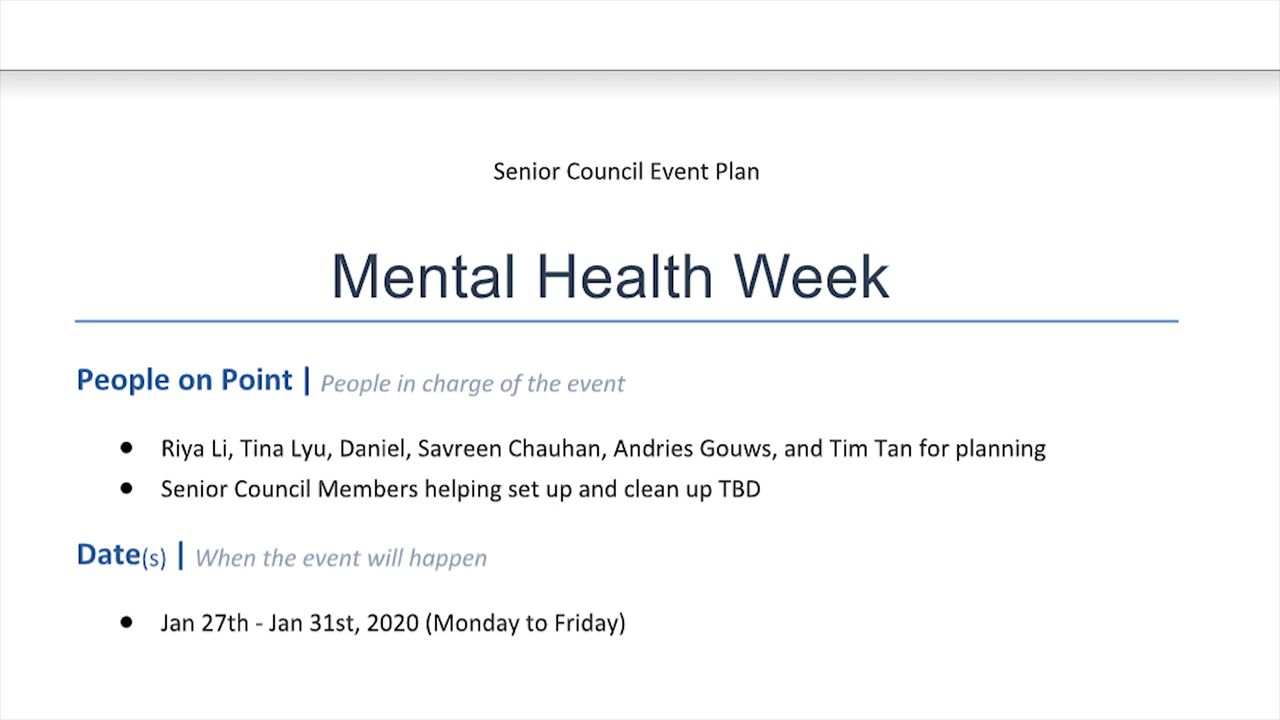 Senior Council Event Plan
Mental Health Week
People on Point | People in charge of the event
● Riya Li, Tina Lyu, Daniel, Savreen Chauhan, Andries Gouws, and Tim Tan for planning
● Senior Council Members helping set up and clean up TBD
Date(s) | When the event will happen
● Jan 27th - Jan 31st, 2020 (Monday to Friday)